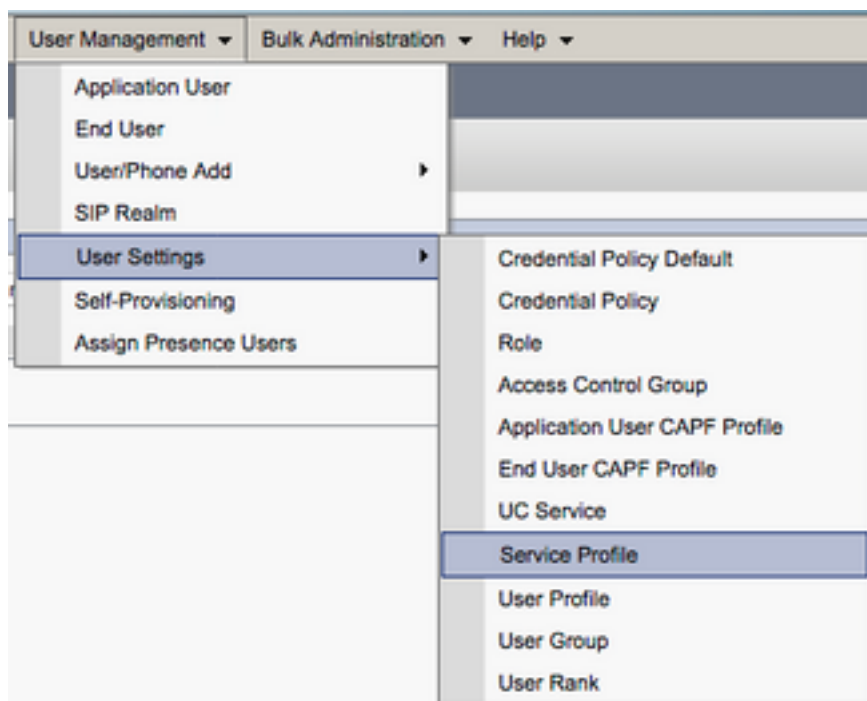 User Management Bulk Administration Help
Application User
End User
User/Phone Add
SIP Realm
User Settings
Self-Provisioning
Assign Presence Users
Credential Policy Default
Credential Policy
Role
Access Control Group
Application User CAPF Profile
End User CAPF Profile
UC Service
Service Profile
User Profile
User Group
User Rank